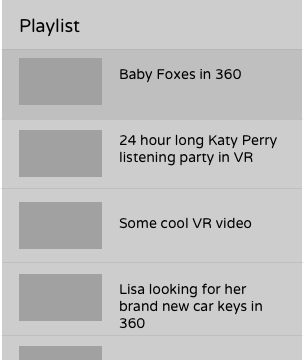 Playlist
Baby Foxes in 360
24 hour long Katy Perry
listening party in VR
Some cool VR video
Lisa looking for her
brand new car keys in
360